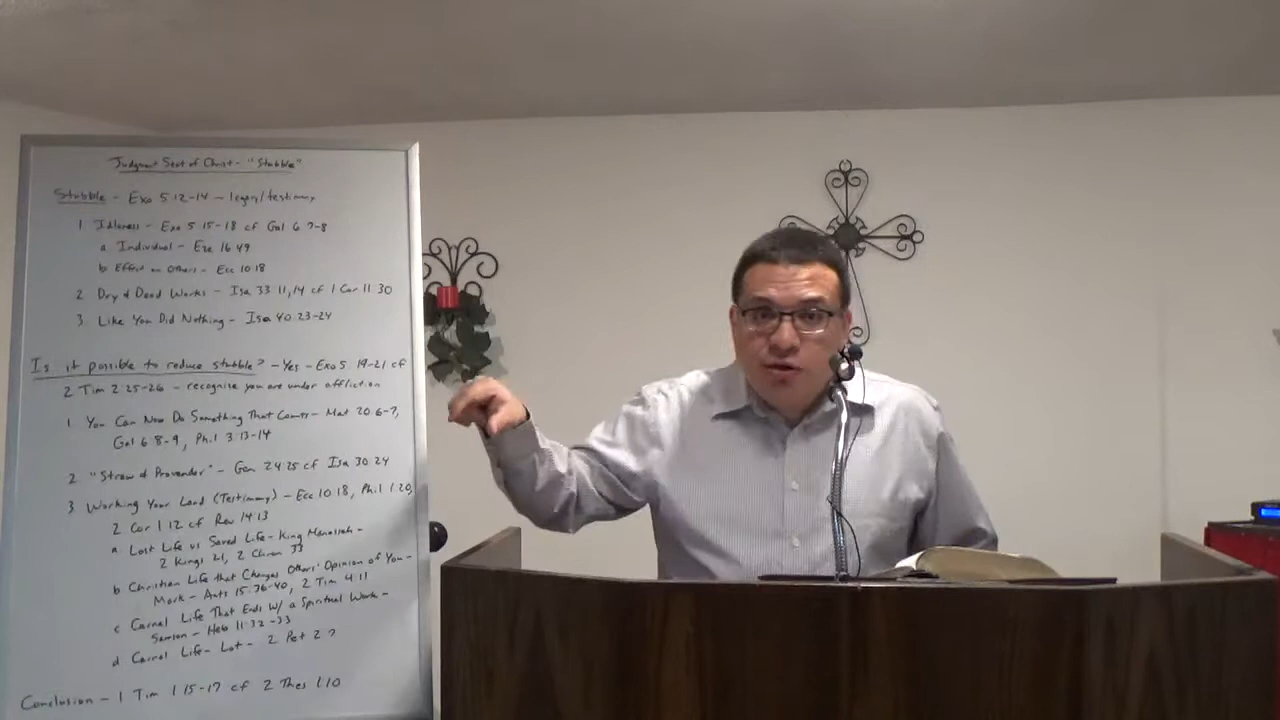 Judgment Seat of Christ - "Stubble"
Stubble - Exo 5:12-14 - legacy/testimony
1 Idleness - Exo 5:15-18 cf Gal 6:7-8
a Individual - Eze 16:49
b Effect on Others - Ecc 10:18
2 Dry & Dead Works - Isa 33:11,14 cf 1 Cor 11:30
3. Like You Did Nothing - Isa 40:23-24
Is it possible to reduce stubble? - Yes - Exo 5:19-21 cf
2 Tim 2:25-26 - recognise you are under affliction
1 You Can Now Do Something That Counts - Mat 20:6-7,
Gal 6:8-9, Phil 3:13-14
2 "Straw & Provender" - Gen 24:25 cf Isa 30:24
3 Working Your Land (Testimony) - Ecc 10:18, Phil 1:20,
2 Cor 1:12 cf Rev 14:13
a. Lost Life vs Saved Life - King Manasseh -
2 Kings 21, 2 Chron 33
b Christian Life that Changes Others' Opinion of You -
Mark - Acts 15:36-40, 2 Tim 4:11
c Carnal Life That Ends W/ a Spiritual Work -
Samson - Heb 11:32-33
d Carnal Life - Lot - 2 Pet 2:7
Conclusion - 1 Tim 1:15-17 cf 2 Thes 1:10